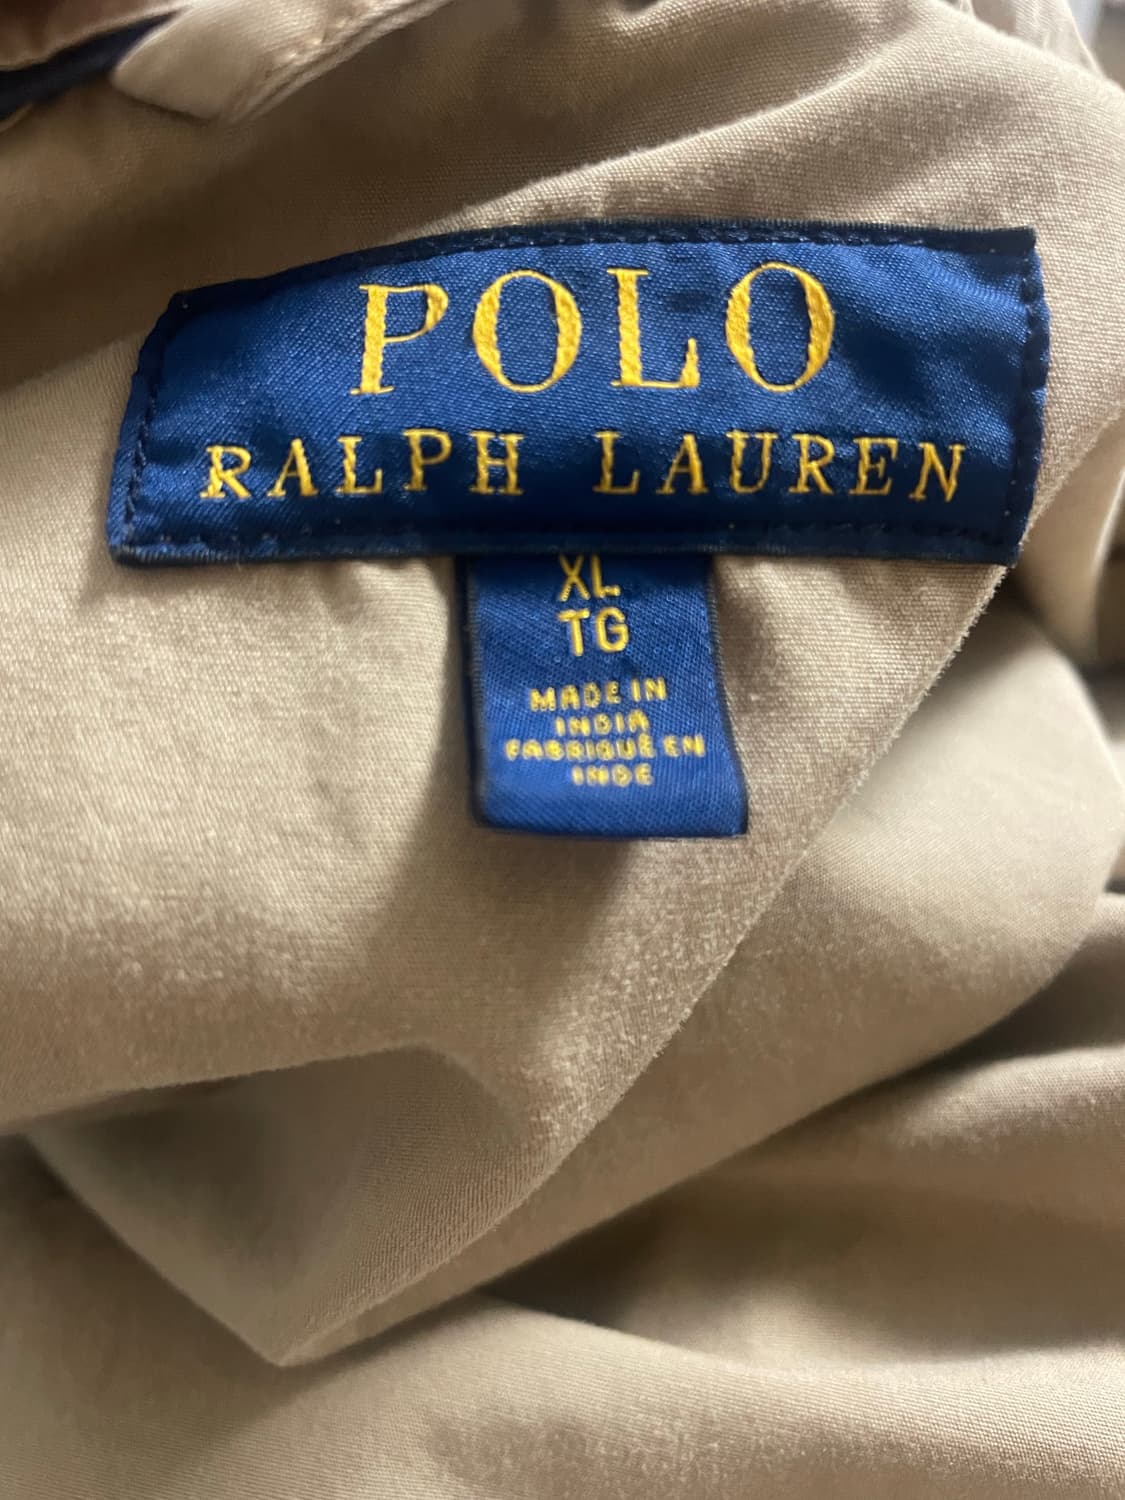 POLO
RALPH LAUREN
XL
TG
MADE IN
INDIA
FABRIQUÉ EN
INDE